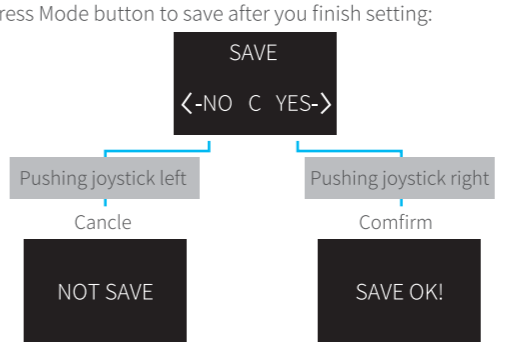 ress Mode button to save after you finish setting:
SAVE
<-NO C YES->
Pushing joystick left
Pushing joystick right
Cancle
Comfirm
NOT SAVE
SAVE OK!